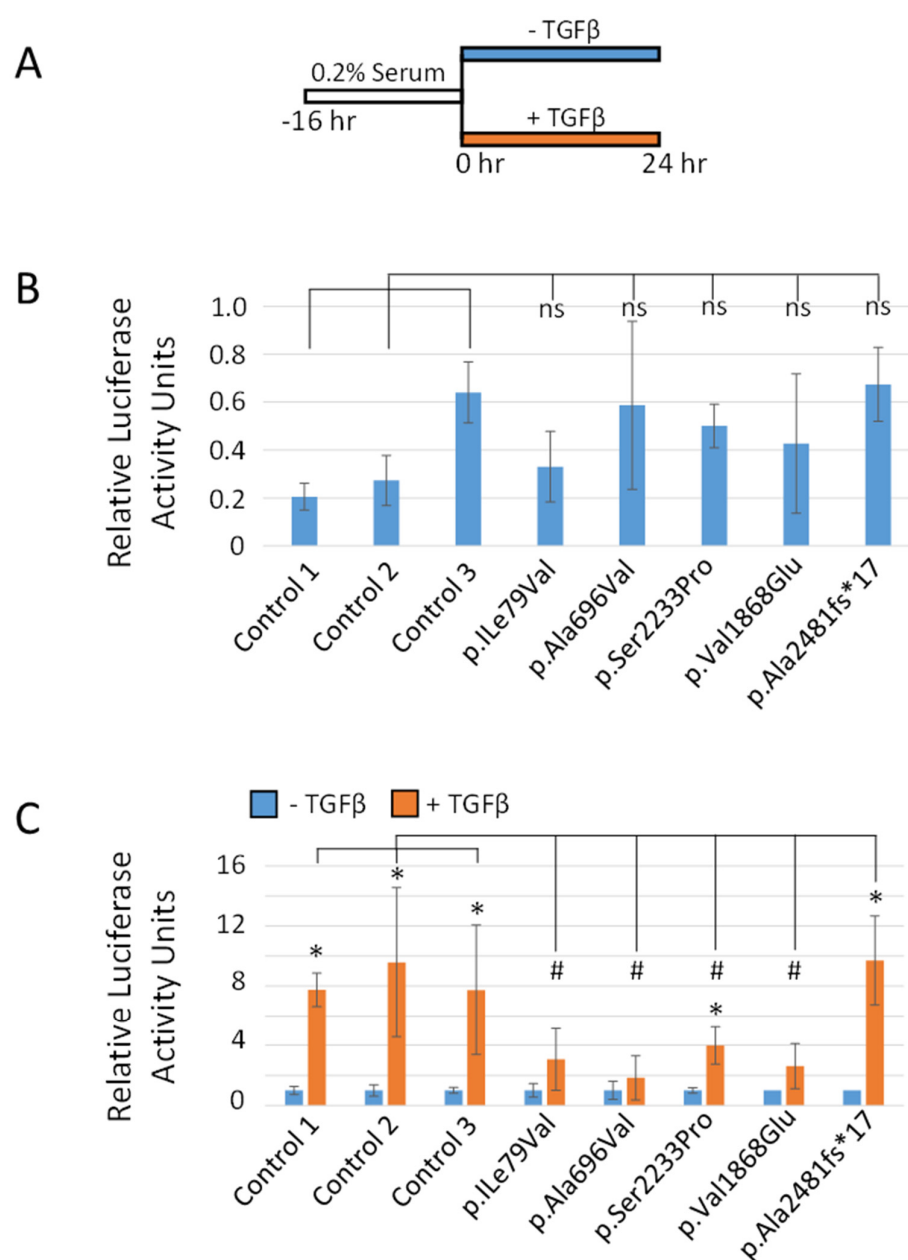 A
- TGFβ
0.2% Serum
-16 hr
+ TGFβ
0 hr
24 hr
B
Relative Luciferase
Activity Units
1.0
0.8
0.6
0.4
0.2
0
ns
ns
ns
ns
ns
Control 1
Control 2
Control 3
p.ILe79Val
p.Ala696Val
p.Ser2233Pro
p.Val1868Glu
p.Ala2481fs*17
C
- TGFβ
+ TGFβ
Relative Luciferase
Activity Units
16
12
8
4
0
*
*
*
#
#
#
*
#
*
Control 1
Control 2
Control 3
p.ILe79Val
p.Ala696Val
p.Ser2233Pro
p.Val1868Glu
p.Ala2481fs*17